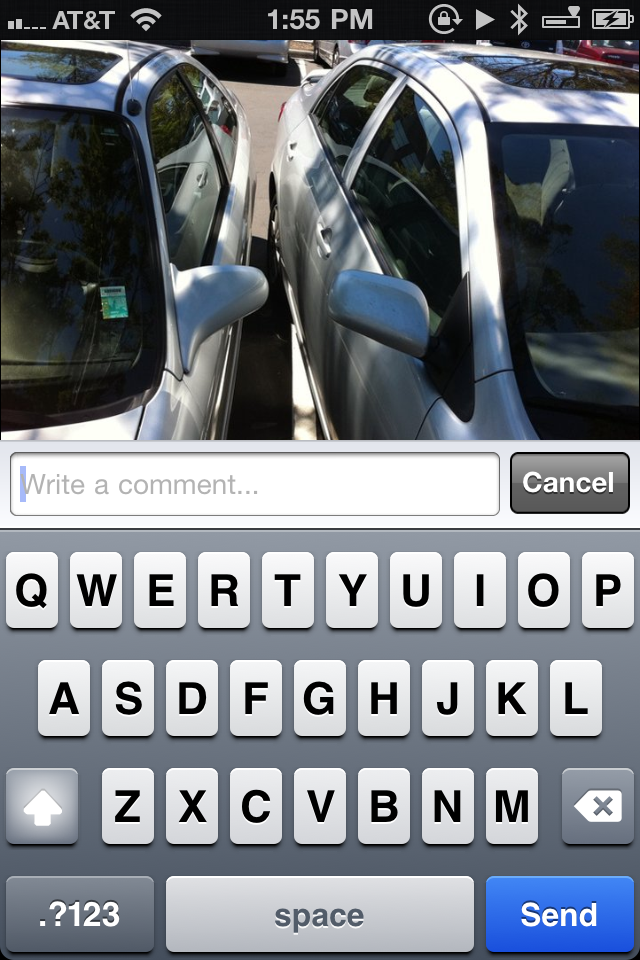 AT&T 1:55 PM
Write a comment...
Cancel
Q W E R T Y U I O P
A S D F G H J K L
Z X C V B N M
.?123 space Send